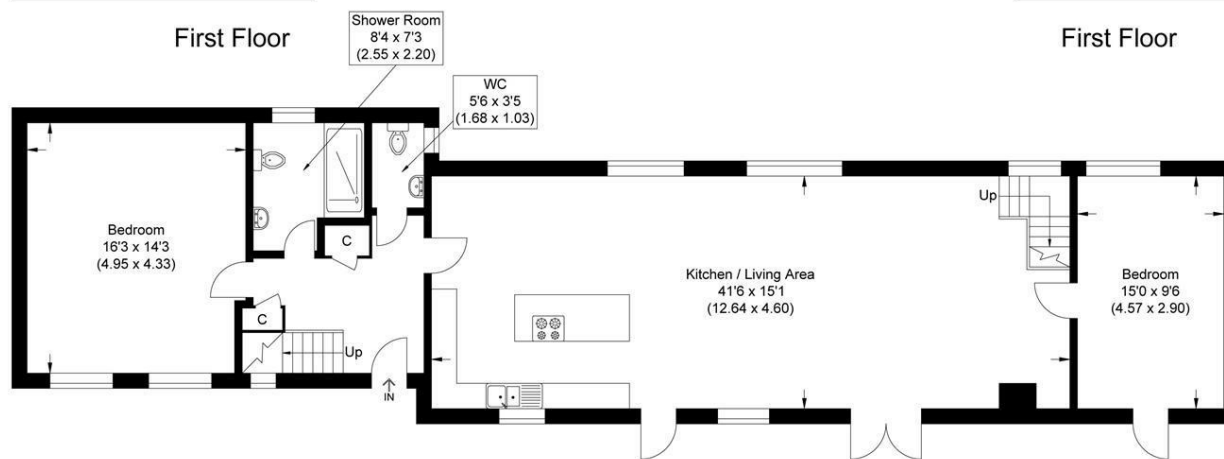 First Floor
First Floor
Shower Room
8'4 x 7'3
(2.55 x 2.20)
WC
5'6 x 3'5
(1.68 x 1.03)
Bedroom
16'3 x 14'3
(4.95 x 4.33)
C
C
Up
IN
Kitchen / Living Area
41'6 x 15'1
(12.64 x 4.60)
Up
Bedroom
15'0 x 9'6
(4.57 x 2.90)